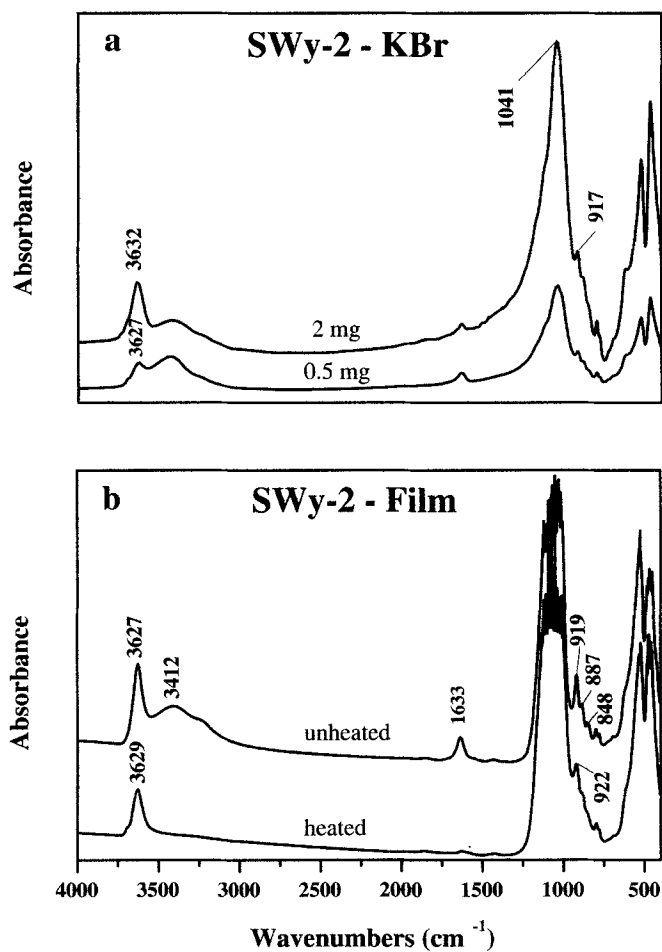 a
SWy-2 - KBr
Absorbance
1041
917
3632
3627
2 mg
0.5 mg
b
SWy-2 - Film
Absorbance
3627
3412
1633
919
887
848
unheated
3629
922
heated
4000 3500 3000 2500 2000 1500 1000 500
Wavenumbers (cm -1)